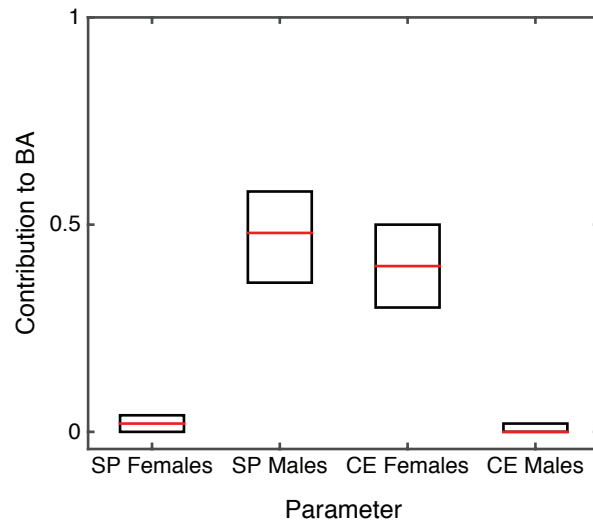 1
0.5
0
Contribution to BA
SP Females SP Males CE Females CE Males
Parameter